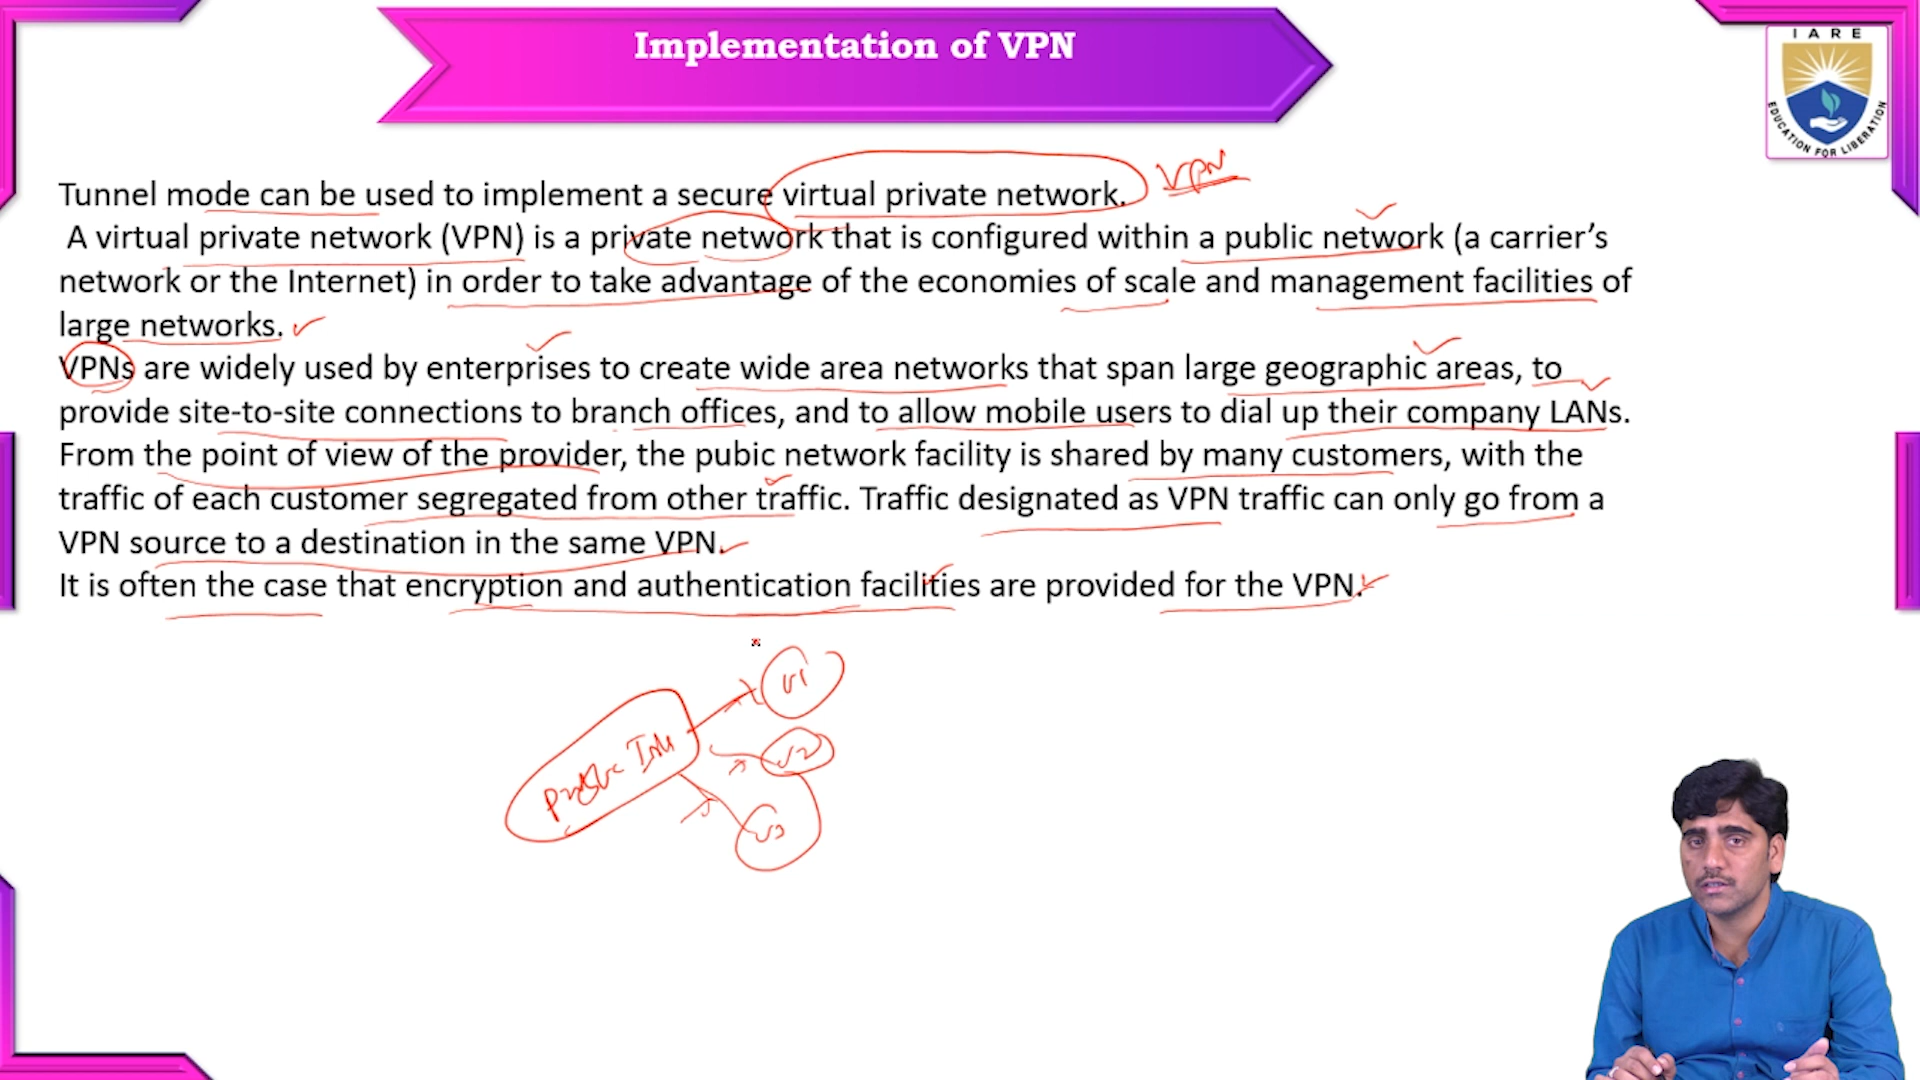 Implementation of VPN
IARE
EDUCATION FOR LIBERATION
VPN
Tunnel mode can be used to implement a secure virtual private network.
A virtual private network (VPN) is a private network that is configured within a public network (a carrier’s
network or the Internet) in order to take advantage of the economies of scale and management facilities of
large networks.
VPNs are widely used by enterprises to create wide area networks that span large geographic areas, to
provide site-to-site connections to branch offices, and to allow mobile users to dial up their company LANs.
From the point of view of the provider, the pubic network facility is shared by many customers, with the
traffic of each customer segregated from other traffic. Traffic designated as VPN traffic can only go from a
VPN source to a destination in the same VPN.
It is often the case that encryption and authentication facilities are provided for the VPN.